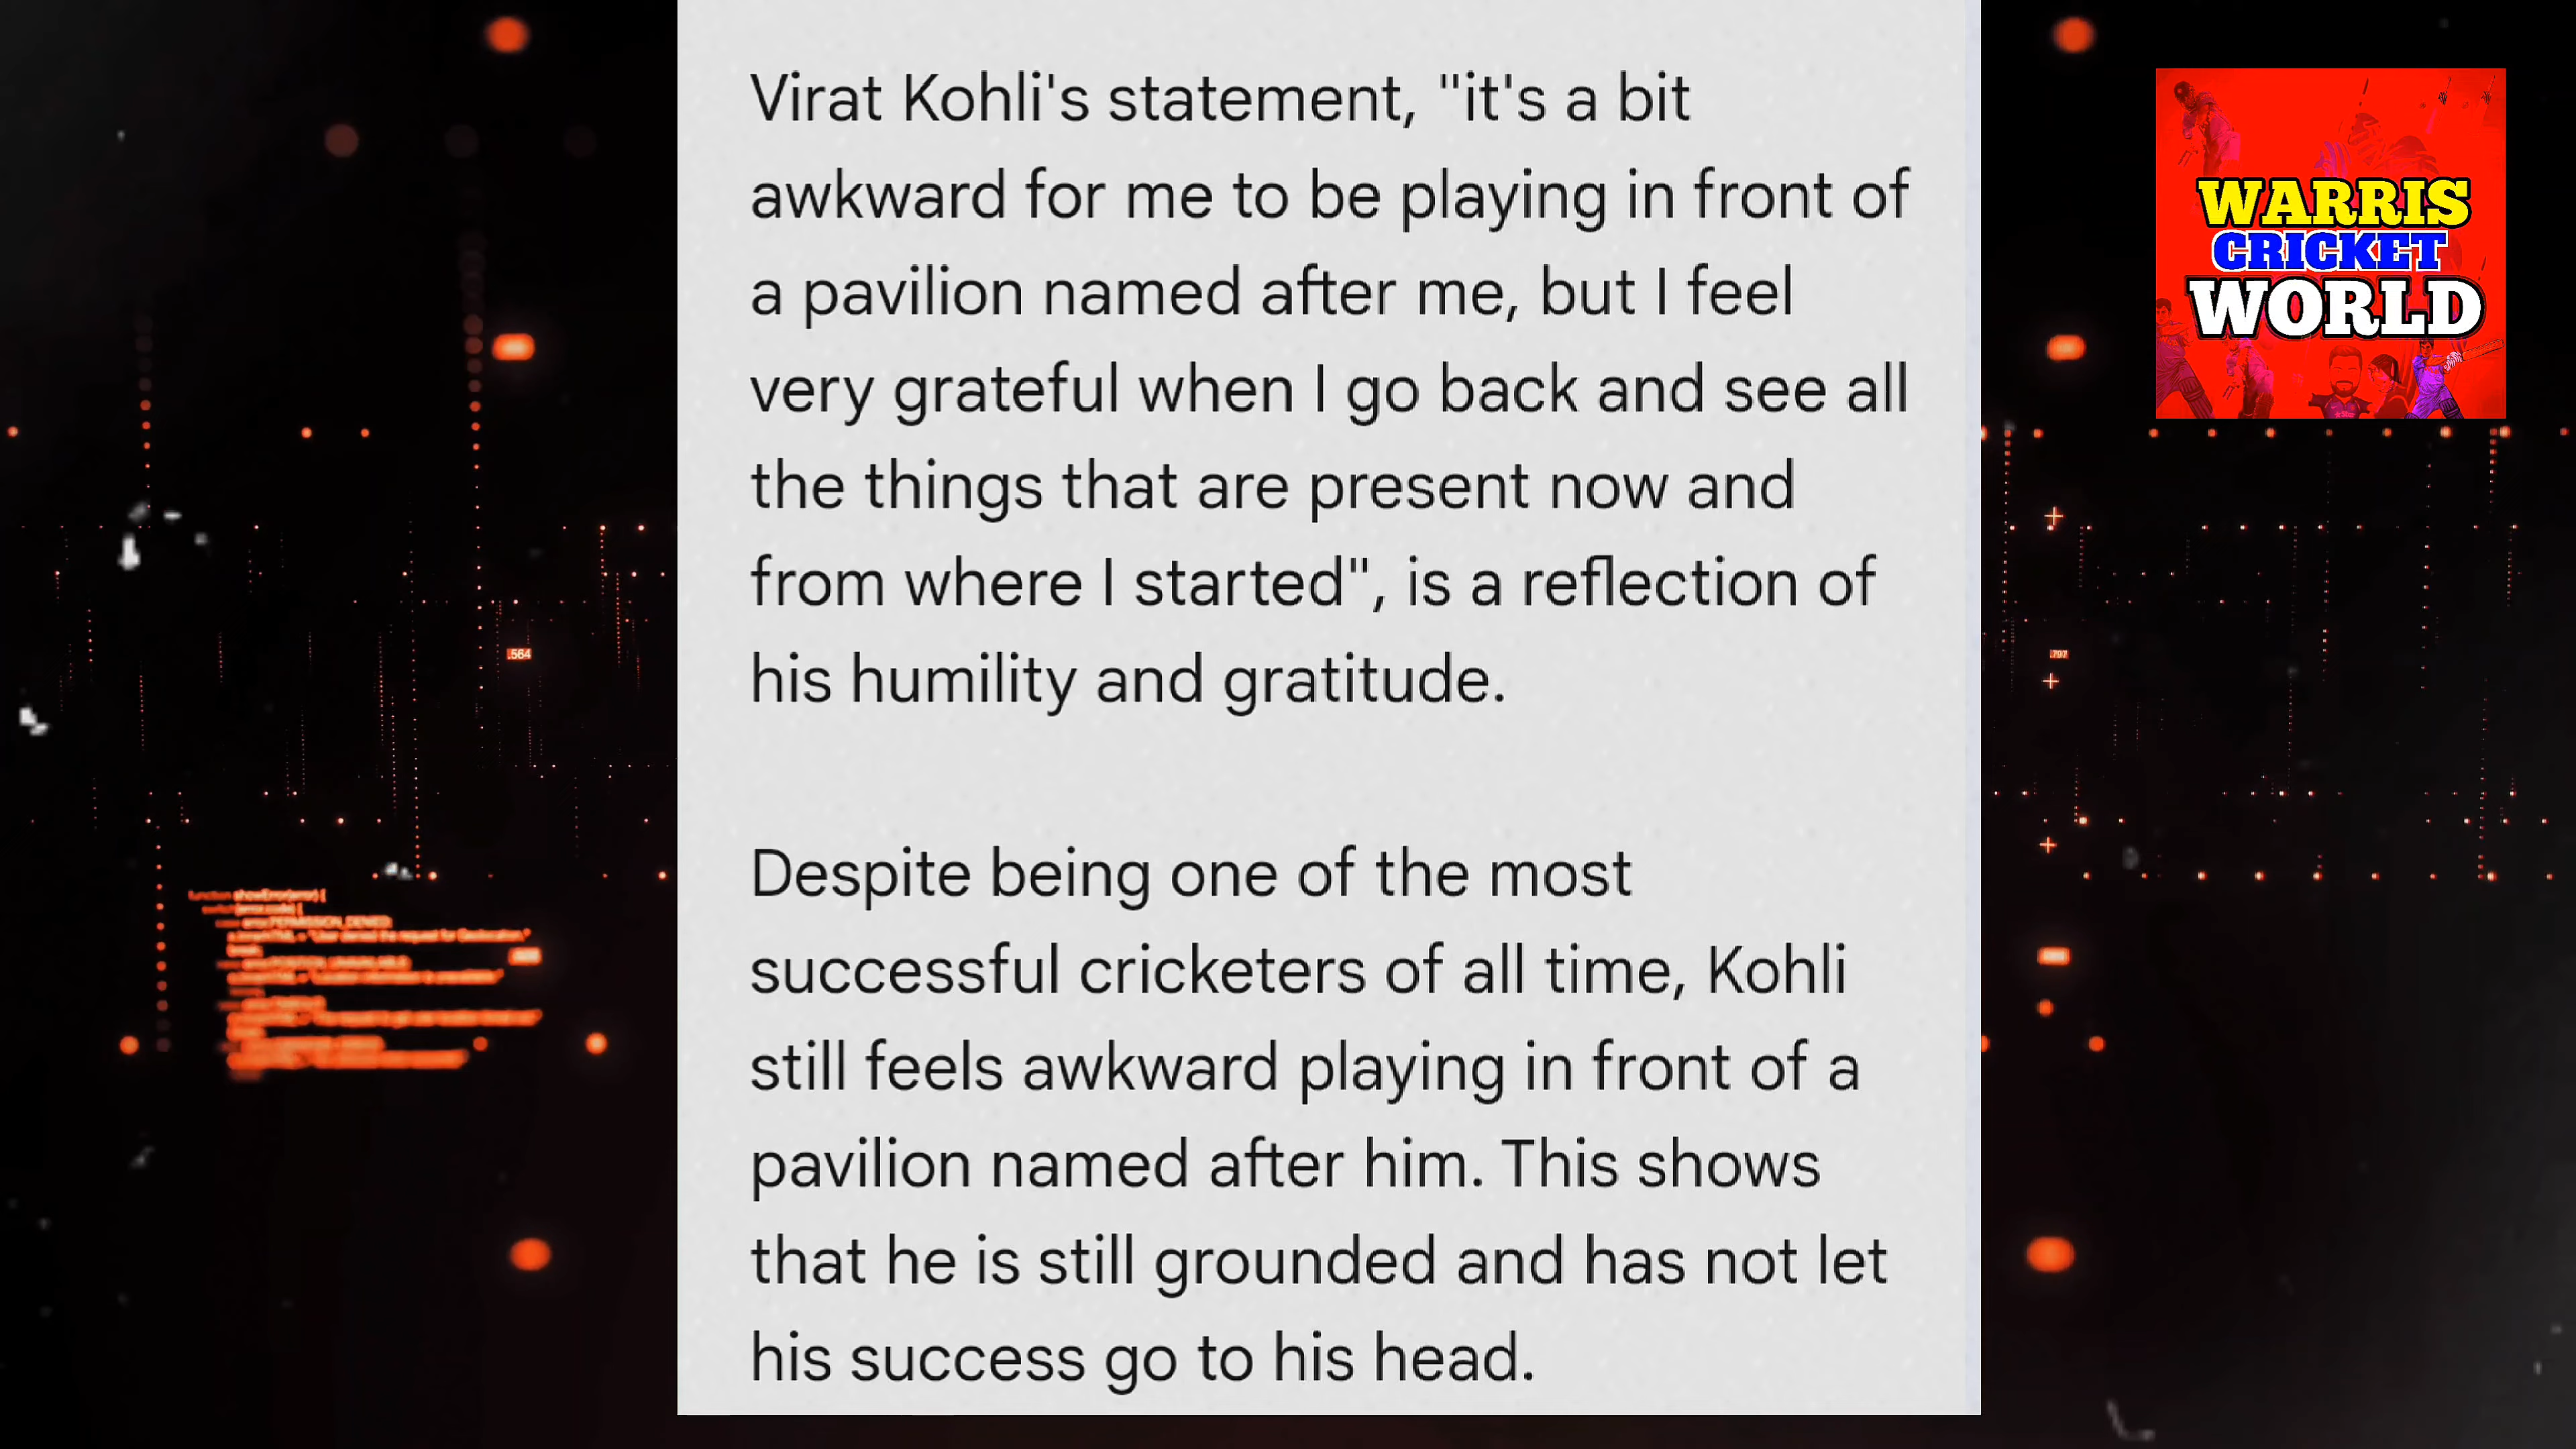 Virat Kohli's statement, "it's a bit
awkward for me to be playing in front of
a pavilion named after me, but I feel
very grateful when I go back and see all
the things that are present now and
from where I started", is a reflection of
his humility and gratitude.
Despite being one of the most
successful cricketers of all time, Kohli
still feels awkward playing in front of a
pavilion named after him. This shows
that he is still grounded and has not let
his success go to his head.
WARRIS
CRICKET
WORLD
.564
.797